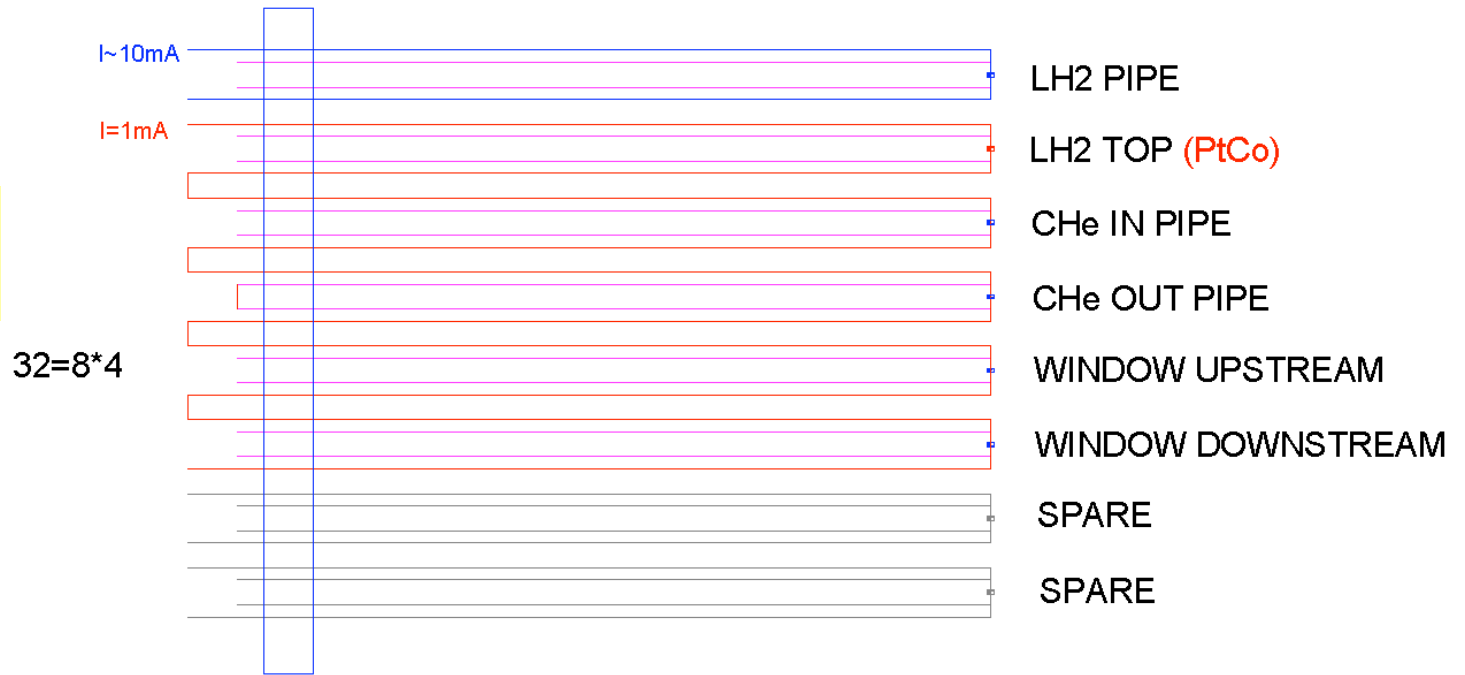 I~10mA
LH2 PIPE
I=1mA
LH2 TOP (PtCo)
CHe IN PIPE
CHe OUT PIPE
32=8*4
WINDOW UPSTREAM
WINDOW DOWNSTREAM
SPARE
SPARE